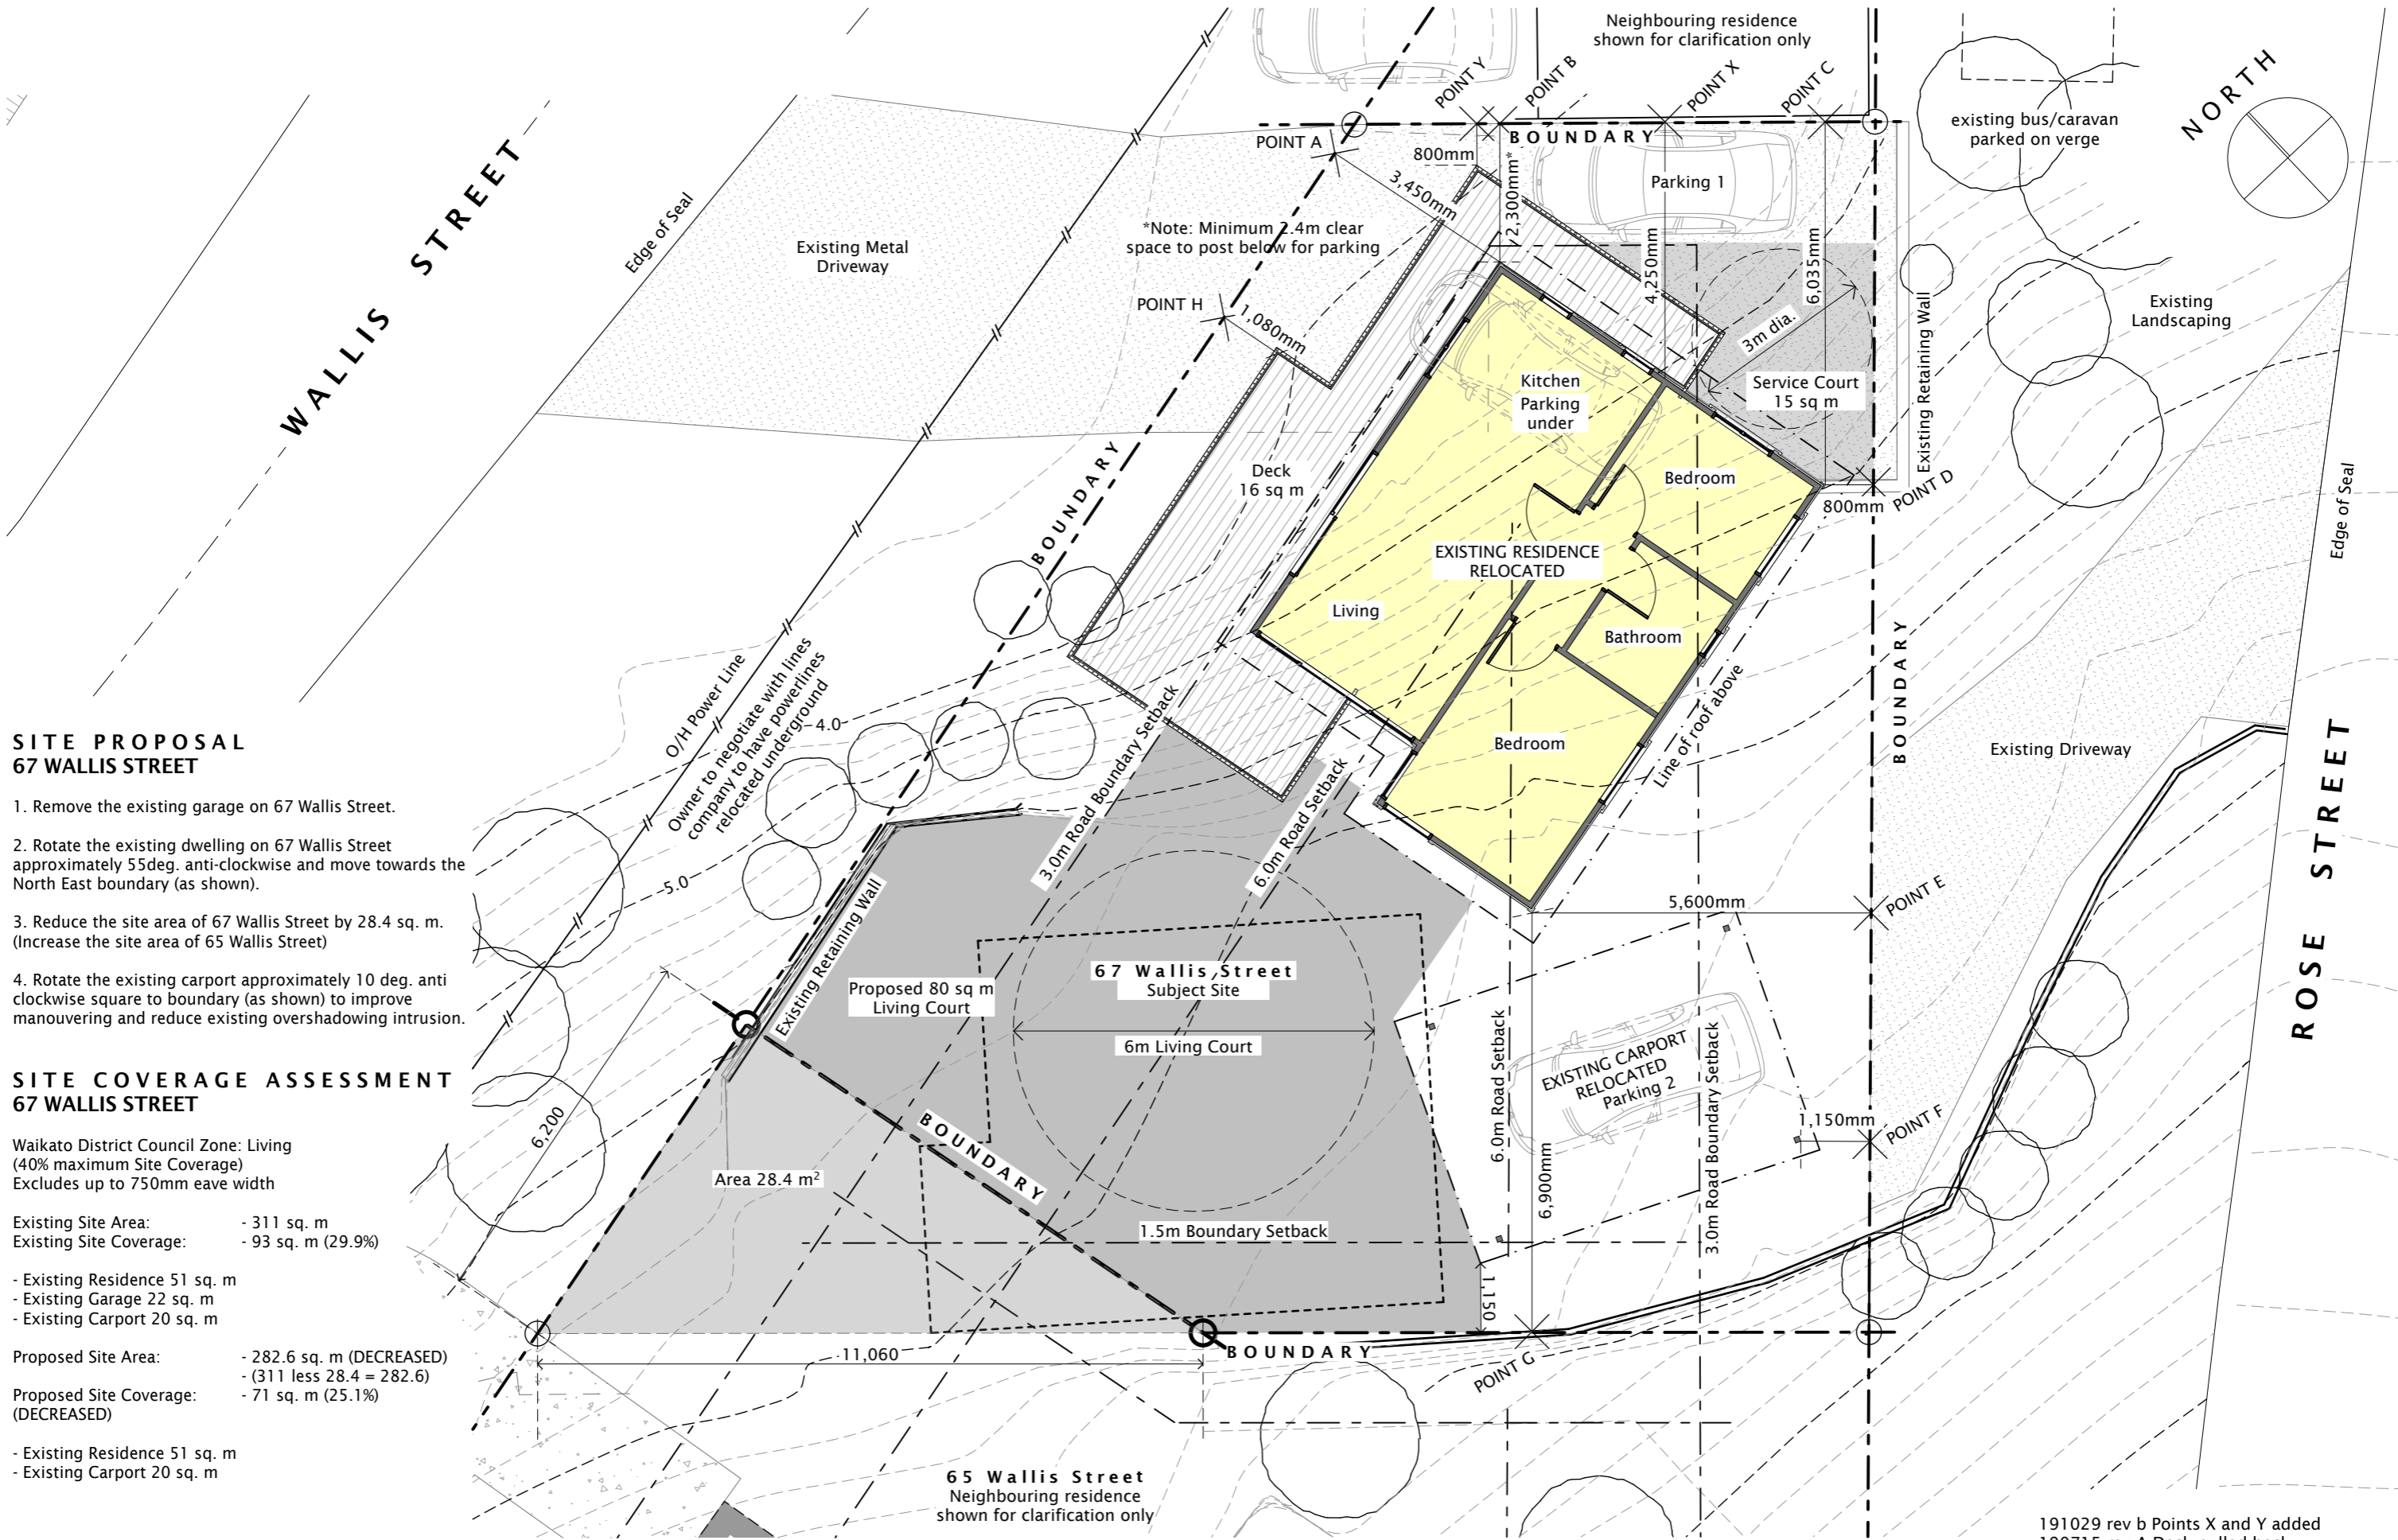 Neighbouring residence
shown for clarification only
POINT Y
POINT B
POINT X
POINT C
NORTH
existing bus/caravan
parked on verge
BOUNDARY
POINT A
800mm
3,450mm
2,300mm*
Parking 1
WALLIS STREET
Edge of Seal
Existing Metal
Driveway
*Note: Minimum 2.4m clear
space to post below for parking
4,250mm
6,035mm
POINT H
1,080mm
3m dia.
Existing Retaining Wall
Existing
Landscaping
Kitchen
Parking
under
Service Court
15 sq m
BOUNDARY
Deck
16 sq m
Bedroom
800mm
POINT D
Edge of Seal
EXISTING RESIDENCE
RELOCATED
Living
Bathroom
BOUNDARY
O/H Power Line
Owner to negotiate with lines
company to have powerlines
relocated underground
4.0
5.0
3.0m Road Boundary Setback
6.0m Road Setback
Bedroom
Line of roof above
Existing Driveway
ROSE STREET
SITE PROPOSAL
67 WALLIS STREET
1. Remove the existing garage on 67 Wallis Street.
2. Rotate the existing dwelling on 67 Wallis Street
approximately 55deg. anti-clockwise and move towards the
North East boundary (as shown).
3. Reduce the site area of 67 Wallis Street by 28.4 sq. m.
(Increase the site area of 65 Wallis Street)
4. Rotate the existing carport approximately 10 deg. anti
clockwise square to boundary (as shown) to improve
manouvering and reduce existing overshadowing intrusion.
SITE COVERAGE ASSESSMENT
67 WALLIS STREET
Waikato District Council Zone: Living
(40% maximum Site Coverage)
Excludes up to 750mm eave width
Existing Site Area: - 311 sq. m
Existing Site Coverage: - 93 sq. m (29.9%)
- Existing Residence 51 sq. m
- Existing Garage 22 sq. m
- Existing Carport 20 sq. m
Proposed Site Area: - 282.6 sq. m (DECREASED)
- (311 less 28.4 = 282.6)
Proposed Site Coverage: - 71 sq. m (25.1%)
(DECREASED)
- Existing Residence 51 sq. m
- Existing Carport 20 sq. m
Existing Retaining Wall
5,600mm
POINT E
Proposed 80 sq m
Living Court
67 Wallis Street
Subject Site
6m Living Court
6.0m Road Setback
EXISTING CARPORT
RELOCATED
Parking 2
3.0m Road Boundary Setback
1,150mm
POINT F
6,200
BOUNDARY
Area 28.4 m²
6,900mm
1.5m Boundary Setback
1,150
11,060
BOUNDARY
POINT G
65 Wallis Street
Neighbouring residence
shown for clarification only
191029 rev b Points X and Y added